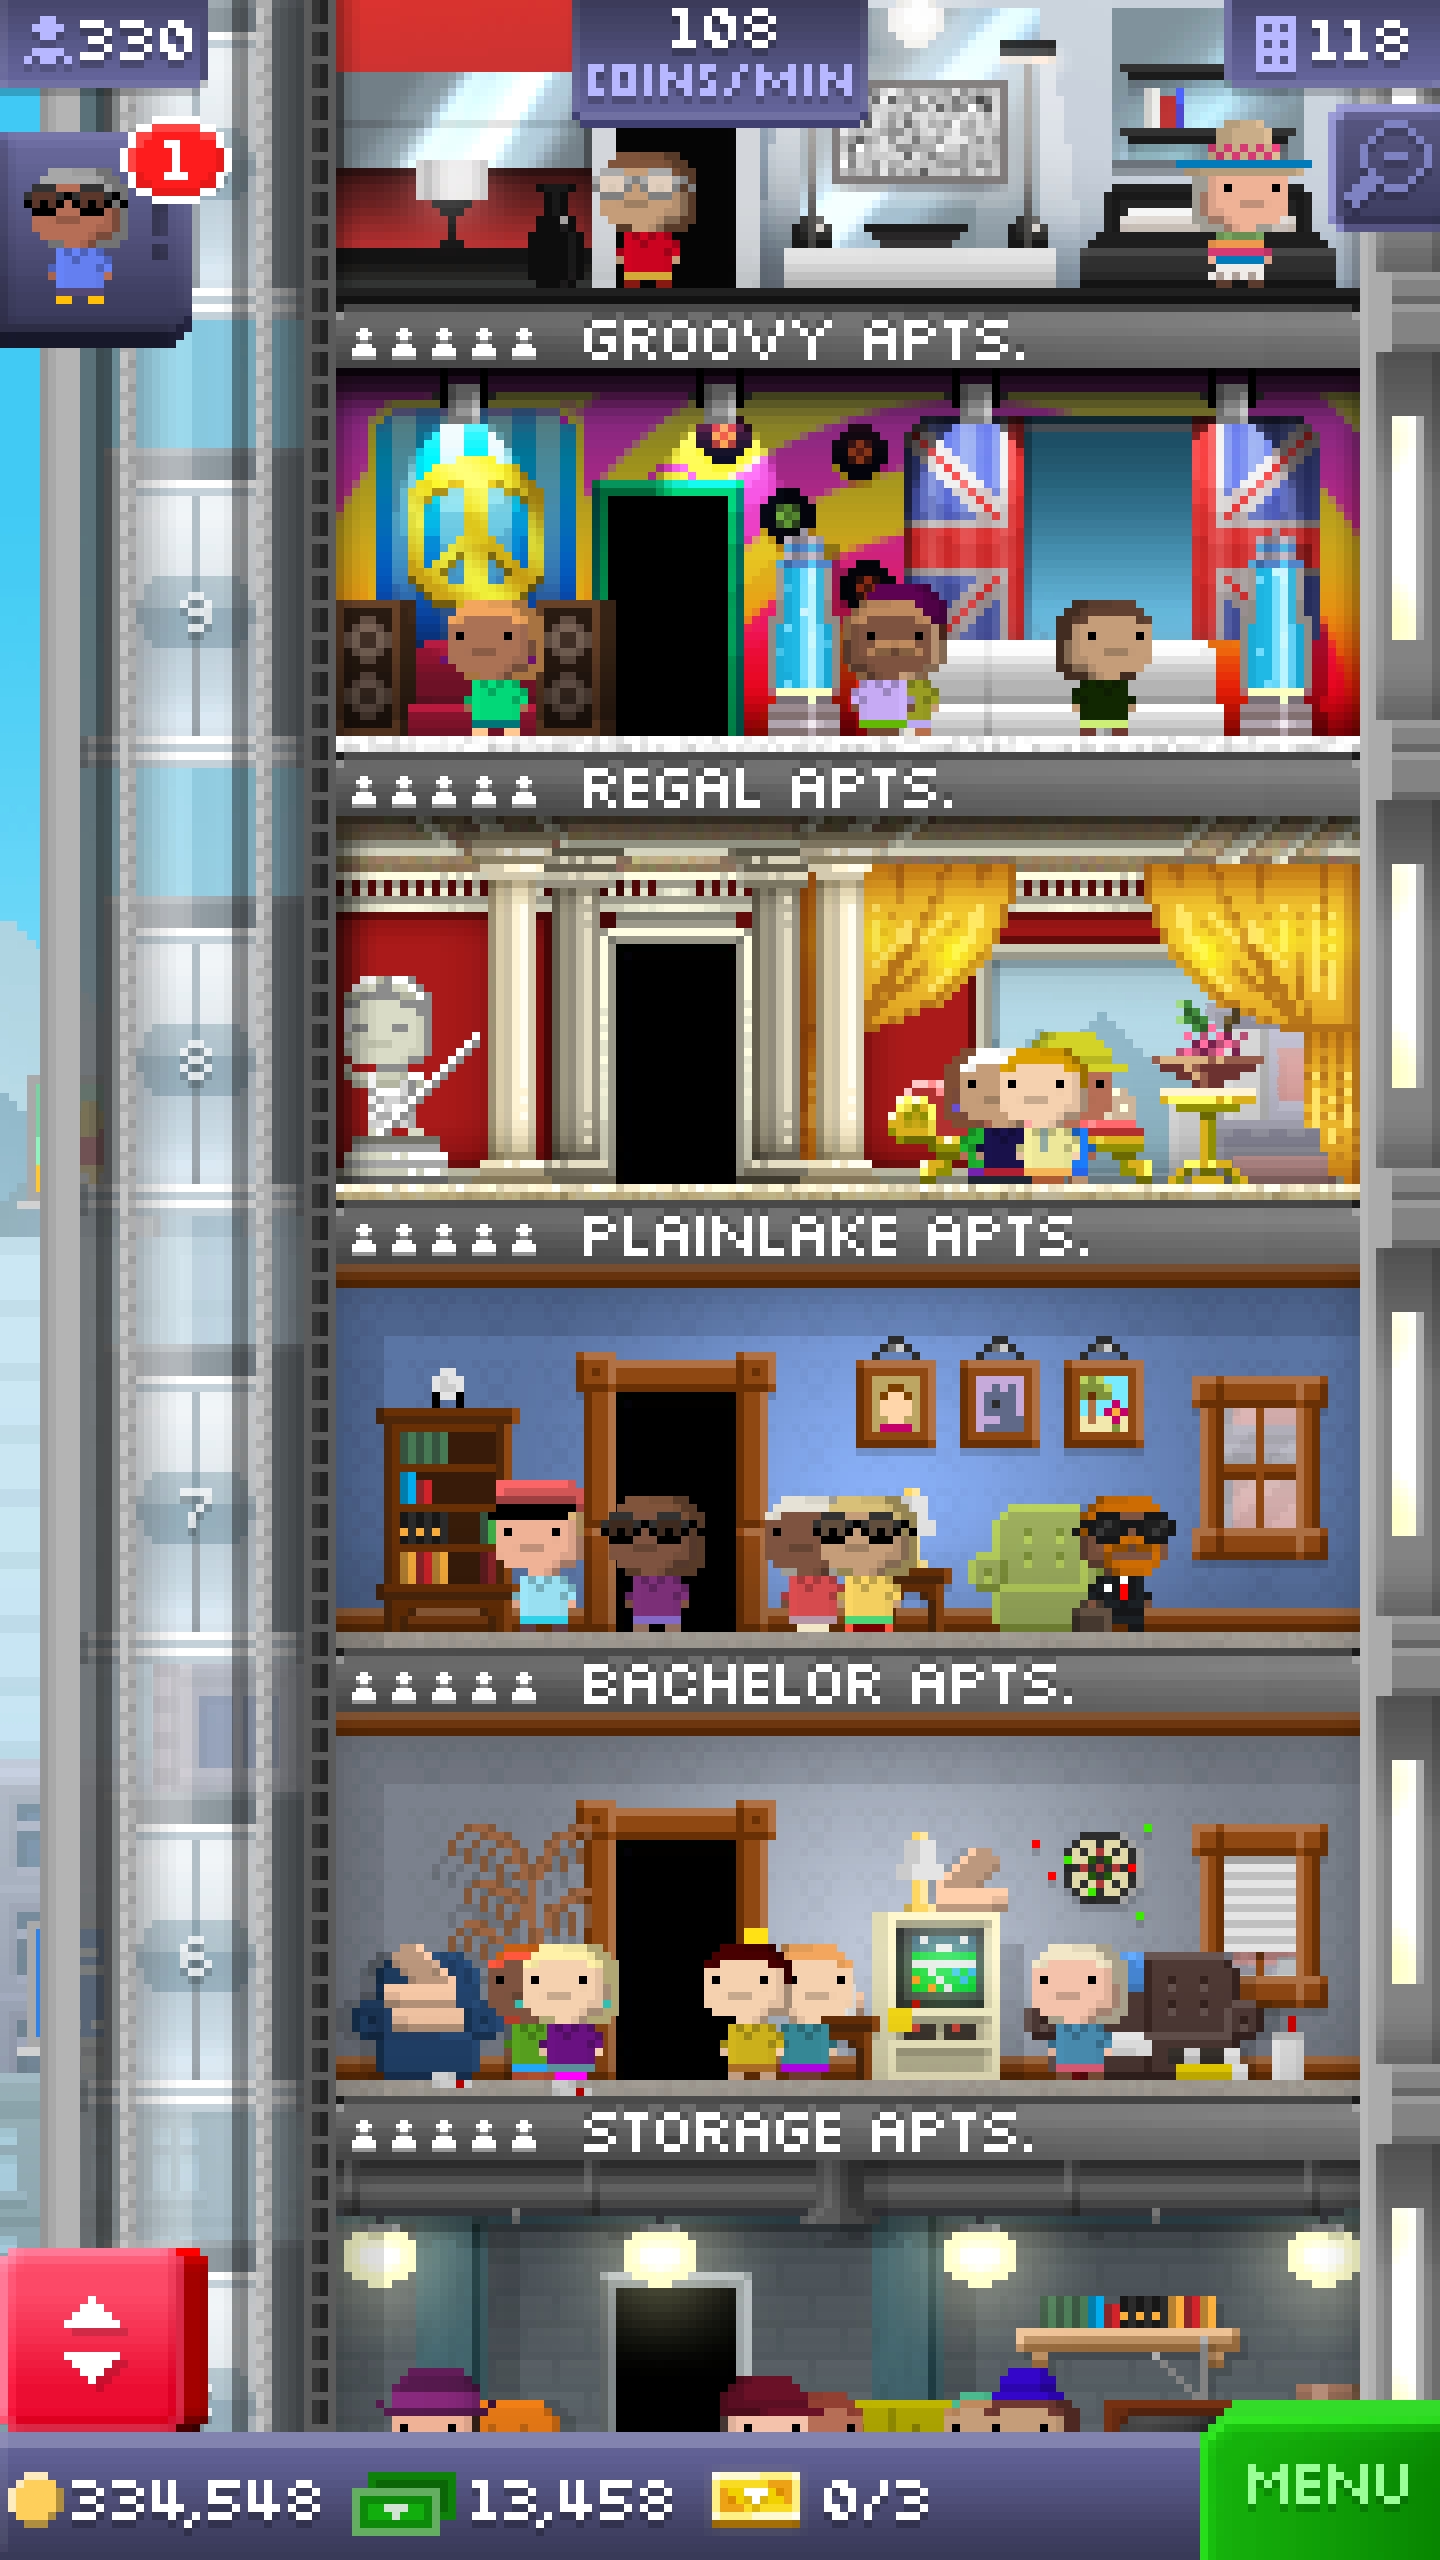 330
108
COINS/MIN
118
1
GROOVY APTS.
9
REGAL APTS.
8
PLAINLAKE APTS.
7
BACHELOR APTS.
6
STORAGE APTS.
334,548
13,458
0/3
MENU